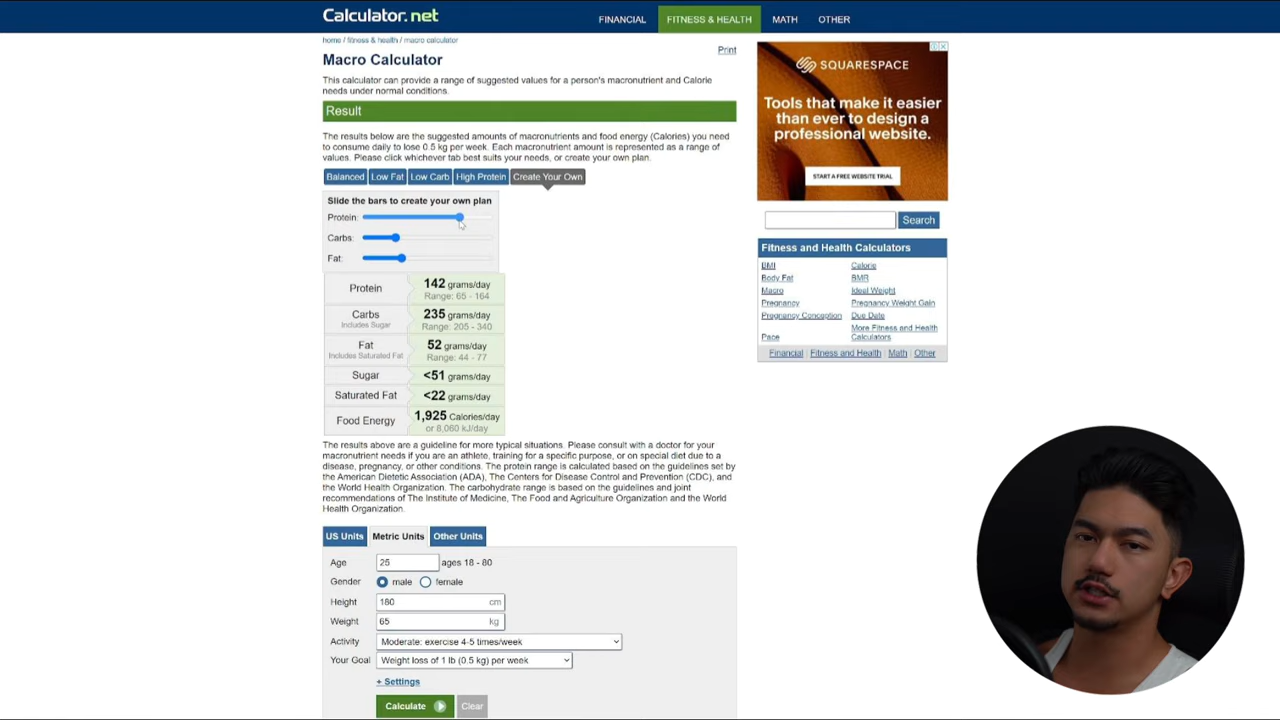 Calculator.net
FINANCIAL
FITNESS & HEALTH
MATH
OTHER
home / fitness & health / macro calculator
Print
Macro Calculator
This calculator can provide a range of suggested values for a person's macronutrient and Calorie
needs under normal conditions.
Result
The results below are the suggested amounts of macronutrients and food energy (Calories) you need
to consume daily to lose 0.5 kg per week. Each macronutrient amount is represented as a range of
values. Please click whichever tab best suits your needs, or create your own plan.
Balanced
Low Fat
Low Carb
High Protein
Create Your Own
Slide the bars to create your own plan
Protein:
Carbs:
Fat:
Protein
142 grams/day
Range: 65 - 164
Carbs
Includes Sugar
235 grams/day
Range: 205 - 340
Fat
Includes Saturated Fat
52 grams/day
Range: 44 - 77
Sugar
<51 grams/day
Saturated Fat
<22 grams/day
Food Energy
1,925 Calories/day
or 8,060 kJ/day
The results above are a guideline for more typical situations. Please consult with a doctor for your
macronutrient needs if you are an athlete, training for a specific purpose, or on special diet due to a
disease, pregnancy, or other conditions. The protein range is calculated based on the guidelines set by
the American Dietetic Association (ADA), The Centers for Disease Control and Prevention (CDC), and
the World Health Organization. The carbohydrate range is based on the guidelines and joint
recommendations of The Institute of Medicine, The Food and Agriculture Organization and the World
Health Organization.
US Units
Metric Units
Other Units
Age
25
ages 18 - 80
Gender
male
female
Height
180
cm
Weight
65
kg
Activity
Moderate: exercise 4-5 times/week
Your Goal
Weight loss of 1 lb (0.5 kg) per week
+ Settings
Calculate
Clear
SQUARESPACE
Tools that make it easier
than ever to design a
professional website.
START A FREE WEBSITE TRIAL
Search
Fitness and Health Calculators
BMI
Calorie
Body Fat
BMR
Macro
Ideal Weight
Pregnancy
Pregnancy Weight Gain
Pregnancy Conception
Due Date
Pace
More Fitness and Health
Calculators
Financial
Fitness and Health
Math
Other